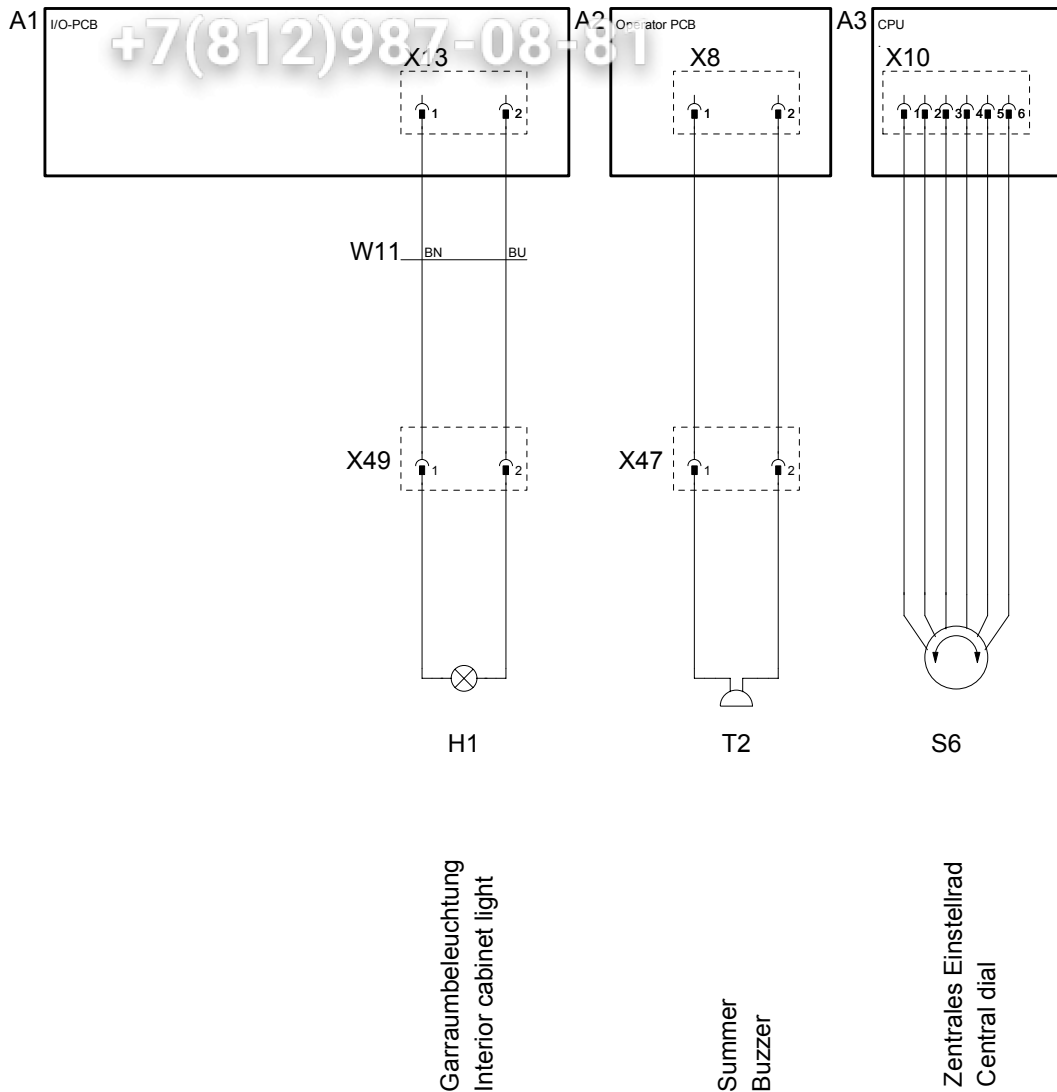 A1 I/O-PCB
A2 Operator PCB
A3 CPU
+7(812)987-08-81
X13
X8
X10
1 2
1 2
1 2 3 4 5 6
W11 BN BU
X49 1 2
X47 1 2
H1
T2
S6
Garraumbeleuchtung
Interior cabinet light
Summer
Buzzer
Zentrales Einstellrad
Central dial